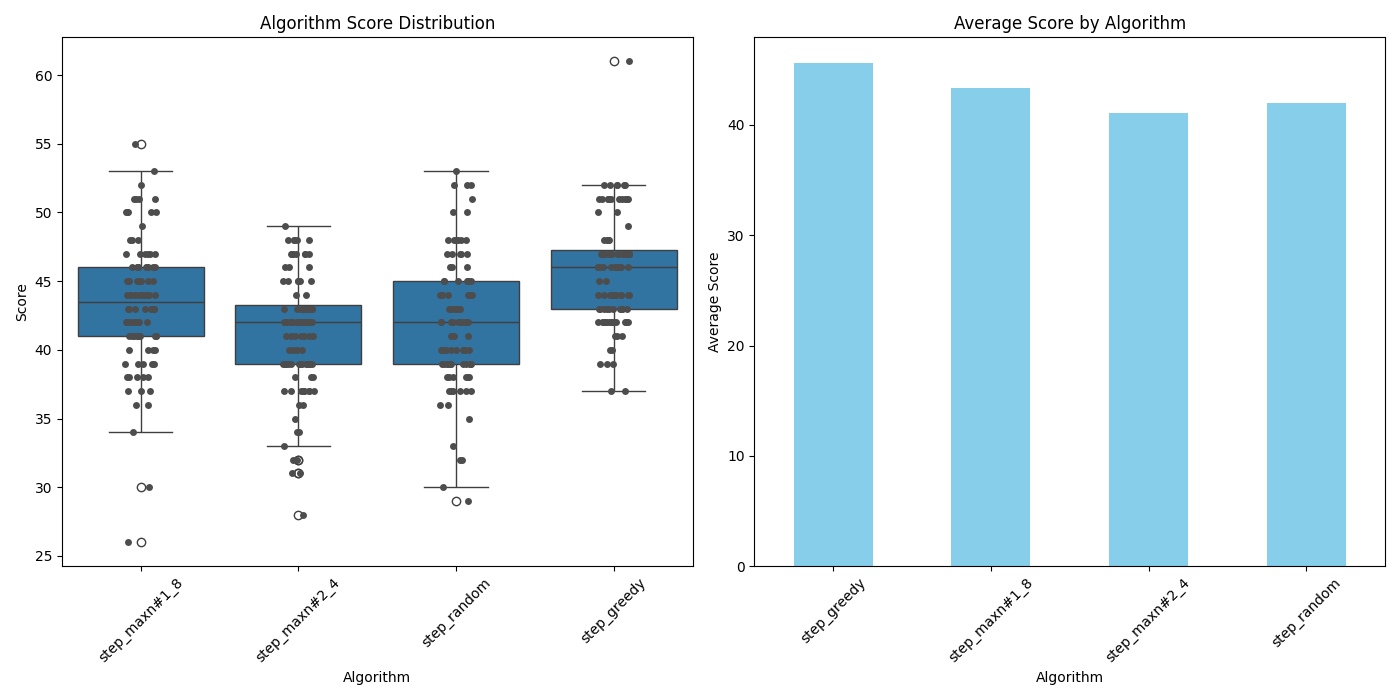 Algorithm Score Distribution
Score
60
55
50
45
40
35
30
25
step_maxn#1_8
step_maxn#2_4
step_random
step_greedy
Algorithm
Average Score by Algorithm
Average Score
40
30
20
10
0
step_greedy
step_maxn#1_8
step_maxn#2_4
step_random
Algorithm